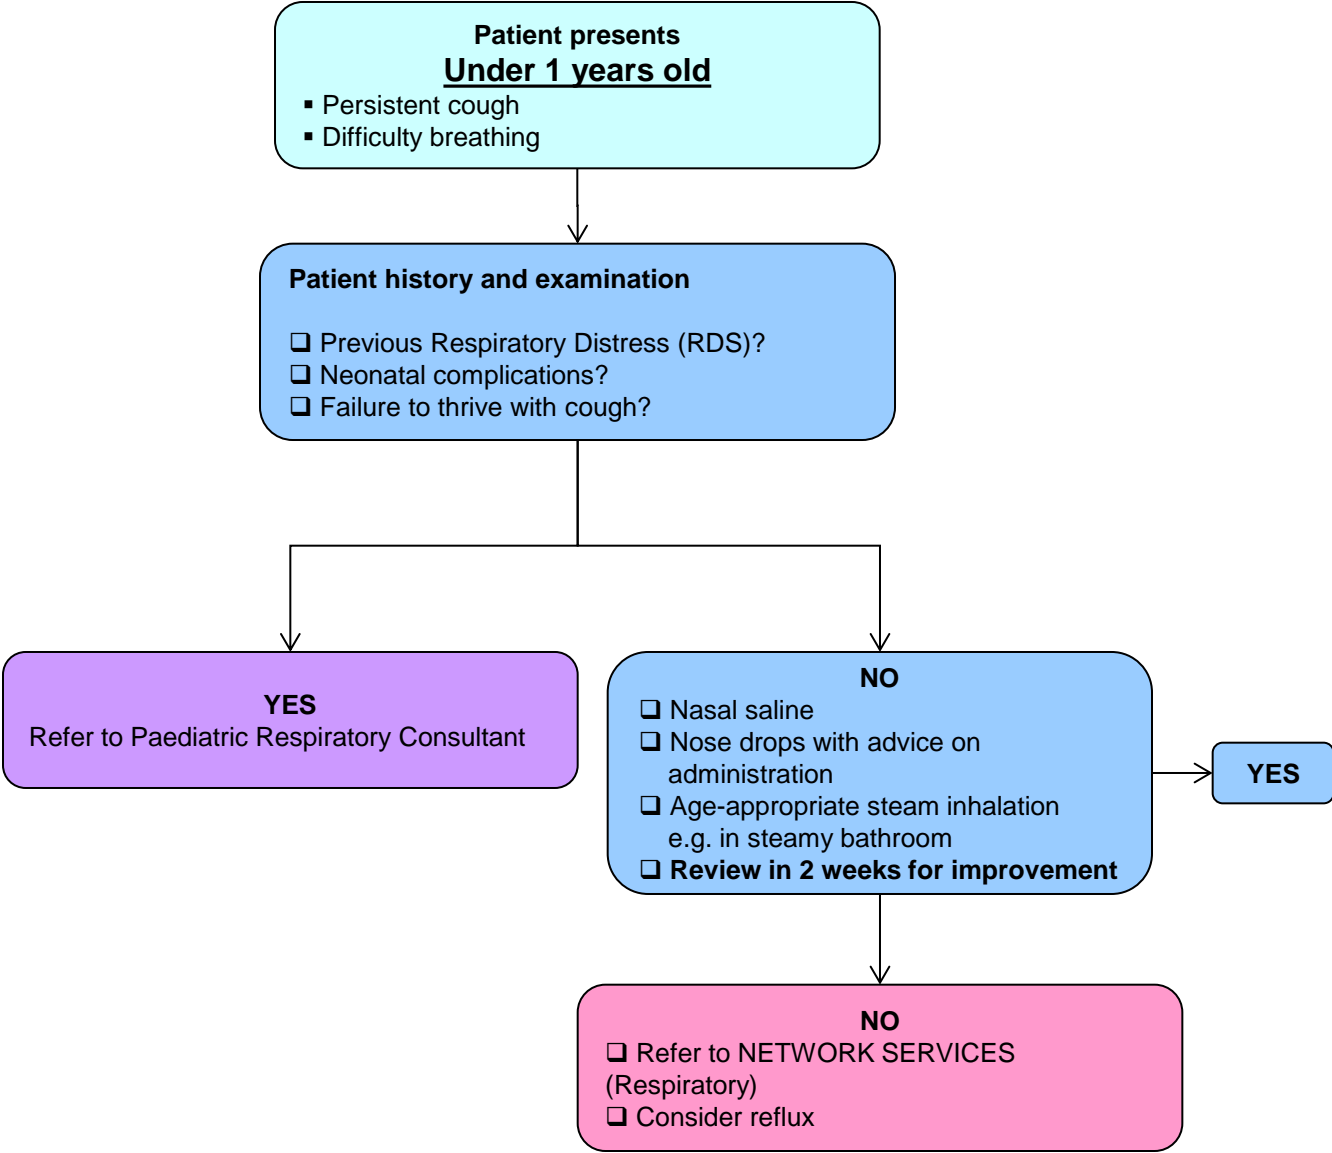 Patient presents
Under 1 years old
▪ Persistent cough
▪ Difficulty breathing
Patient history and examination
❑ Previous Respiratory Distress (RDS)?
❑ Neonatal complications?
❑ Failure to thrive with cough?
YES
Refer to Paediatric Respiratory Consultant
NO
❑ Nasal saline
❑ Nose drops with advice on
administration
❑ Age-appropriate steam inhalation
e.g. in steamy bathroom
❑ Review in 2 weeks for improvement
YES
NO
❑ Refer to NETWORK SERVICES
(Respiratory)
❑ Consider reflux